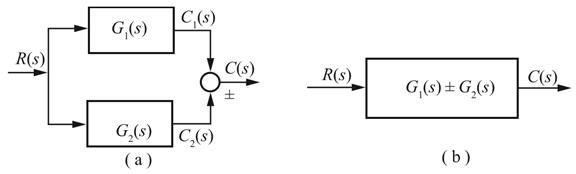 C₁(s)
G₁(s)
R(s)
C(s)
±
G₂(s)
C₂(s)
( a )
R(s)
G₁(s) ± G₂(s)
C(s)
( b )